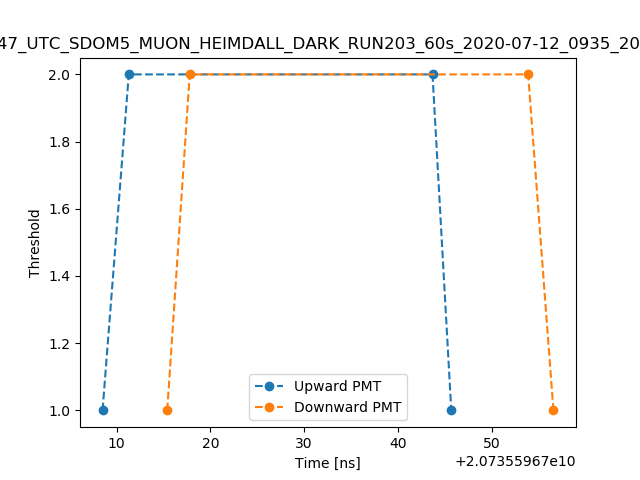 47_UTC_SDOM5_MUON_HEIMDALL_DARK_RUN203_60s_2020-07-12_0935_20
2.0
1.8
1.6
1.4
1.2
1.0
Threshold
Upward PMT
Downward PMT
10
20
30
40
50
Time [ns]
+2.07355967e10